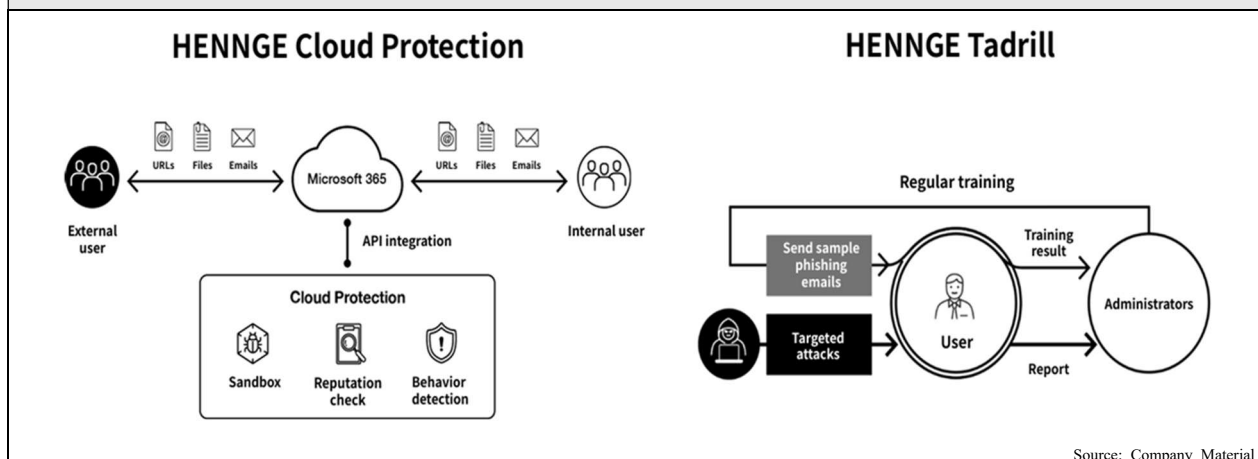 HENNGE Cloud Protection
URLs Files Emails
Microsoft 365
URLs Files Emails
External
user
Internal user
API integration
Cloud Protection
Sandbox
Reputation
check
Behavior
detection
HENNGE Tadrill
Regular training
Send sample
phishing
emails
Training
result
Administrators
Targeted
attacks
User
Report
Source: Company Material